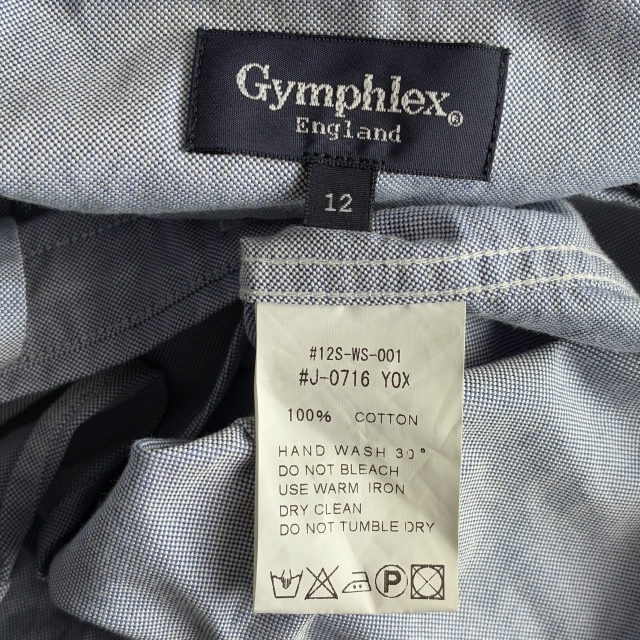 Gymphlex®
England
12
#12S-WS-001
#J-0716 YOX
100% COTTON
HAND WASH 30°
DO NOT BLEACH
USE WARM IRON
DRY CLEAN
DO NOT TUMBLE DRY
P